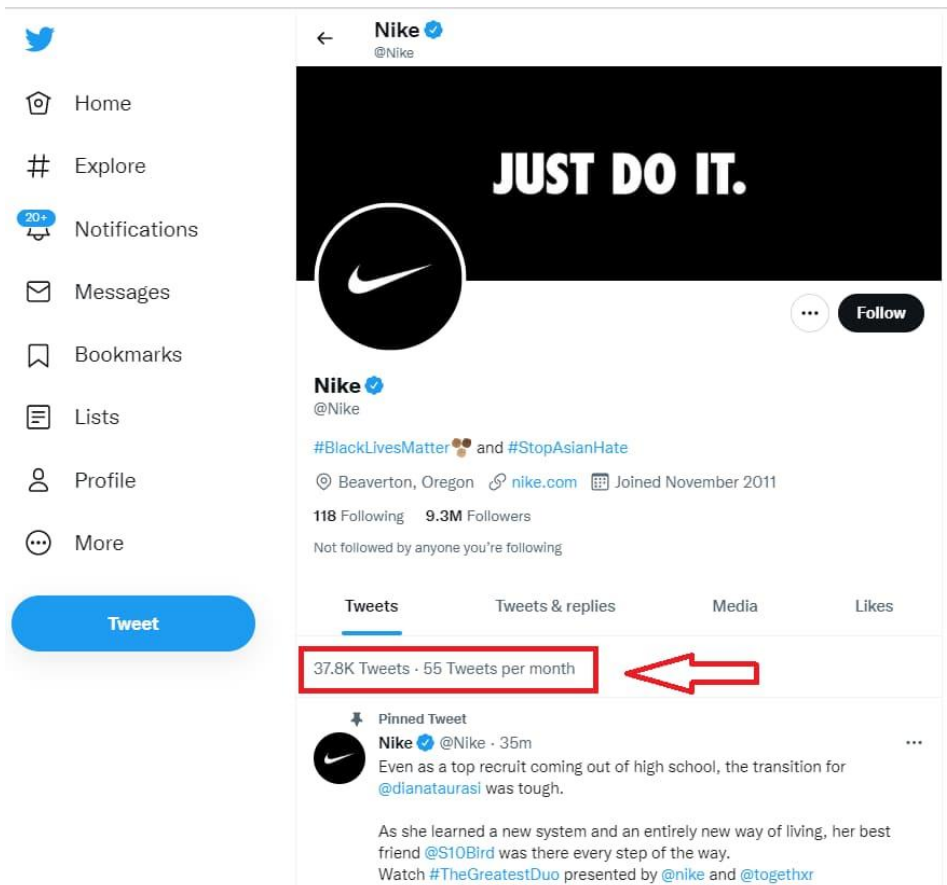 Nike
@Nike
Home
Explore
20+
Notifications
Messages
Bookmarks
Lists
Profile
More
Tweet
JUST DO IT.
Follow
Nike
@Nike
#BlackLivesMatter and #StopAsianHate
Beaverton, Oregon nike.com Joined November 2011
118 Following 9.3M Followers
Not followed by anyone you're following
Tweets Tweets & replies Media Likes
37.8K Tweets · 55 Tweets per month
Pinned Tweet
Nike @Nike · 35m
Even as a top recruit coming out of high school, the transition for
@dianataurasi was tough.
As she learned a new system and an entirely new way of living, her best
friend @S10Bird was there every step of the way.
Watch #TheGreatestDuo presented by @nike and @togethxr